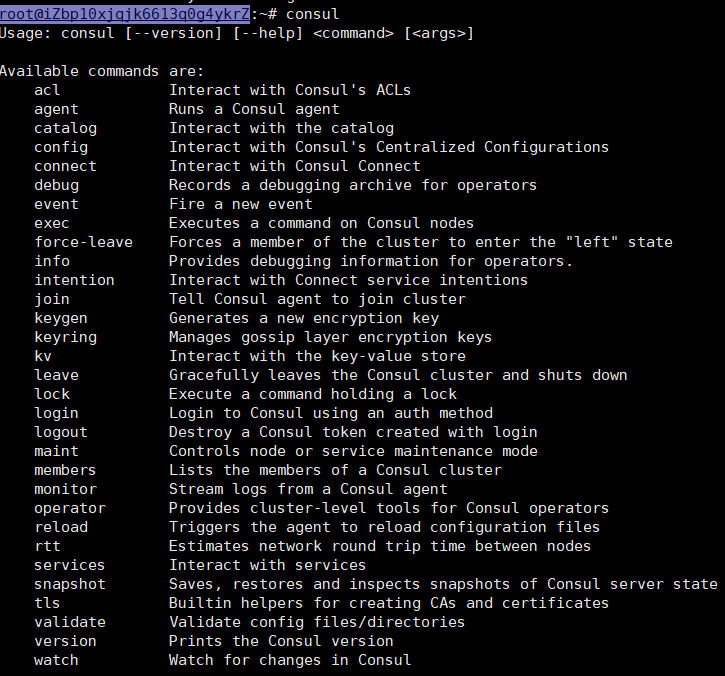 root@iZbp10xjqjk6613q0g4ykrZ:~# consul
Usage: consul [--version] [--help] <command> [<args>]

Available commands are:
    acl            Interact with Consul's ACLs
    agent          Runs a Consul agent
    catalog        Interact with the catalog
    config         Interact with Consul's Centralized Configurations
    connect        Interact with Consul Connect
    debug          Records a debugging archive for operators
    event          Fire a new event
    exec           Executes a command on Consul nodes
    force-leave    Forces a member of the cluster to enter the "left" state
    info           Provides debugging information for operators.
    intention      Interact with Connect service intentions
    join           Tell Consul agent to join cluster
    keygen         Generates a new encryption key
    keyring        Manages gossip layer encryption keys
    kv             Interact with the key-value store
    leave          Gracefully leaves the Consul cluster and shuts down
    lock           Execute a command holding a lock
    login          Login to Consul using an auth method
    logout         Destroy a Consul token created with login
    maint          Controls node or service maintenance mode
    members        Lists the members of a Consul cluster
    monitor        Stream logs from a Consul agent
    operator       Provides cluster-level tools for Consul operators
    reload         Triggers the agent to reload configuration files
    rtt            Estimates network round trip time between nodes
    services       Interact with services
    snapshot       Saves, restores and inspects snapshots of Consul server state
    tls            Builtin helpers for creating CAs and certificates
    validate       Validate config files/directories
    version        Prints the Consul version
    watch          Watch for changes in Consul